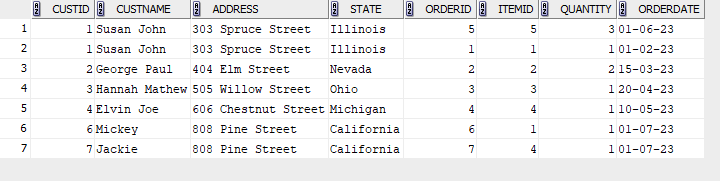 CUSTID CUSTNAME ADDRESS STATE ORDERID ITEMID QUANTITY ORDERDATE
1 1 Susan John 303 Spruce Street Illinois 5 5 3 01-06-23
2 1 Susan John 303 Spruce Street Illinois 1 1 1 01-02-23
3 2 George Paul 404 Elm Street Nevada 2 2 2 15-03-23
4 3 Hannah Mathew 505 Willow Street Ohio 3 3 1 20-04-23
5 4 Elvin Joe 606 Chestnut Street Michigan 4 4 1 10-05-23
6 6 Mickey 808 Pine Street California 6 1 1 01-07-23
7 7 Jackie 808 Pine Street California 7 4 1 01-07-23